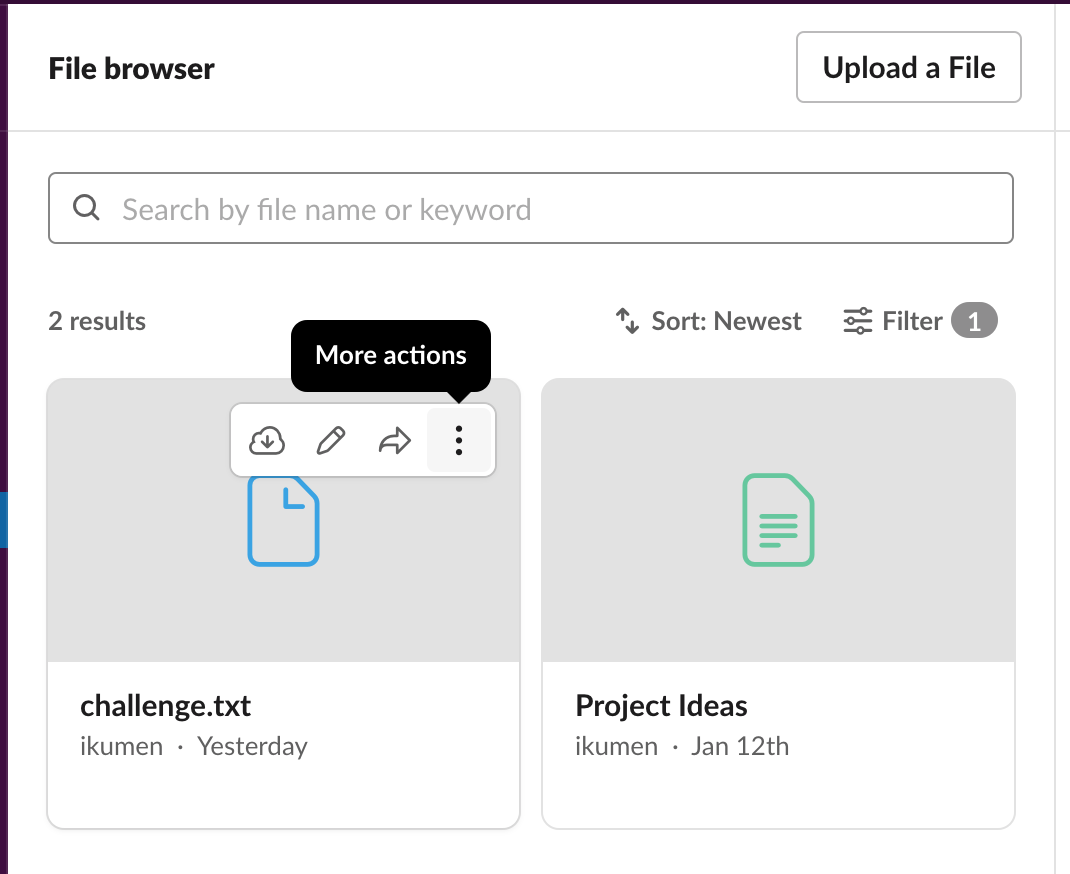 File browser
Upload a File
Search by file name or keyword
2 results
Sort: Newest
Filter 1
More actions
challenge.txt
ikumen · Yesterday
Project Ideas
ikumen · Jan 12th